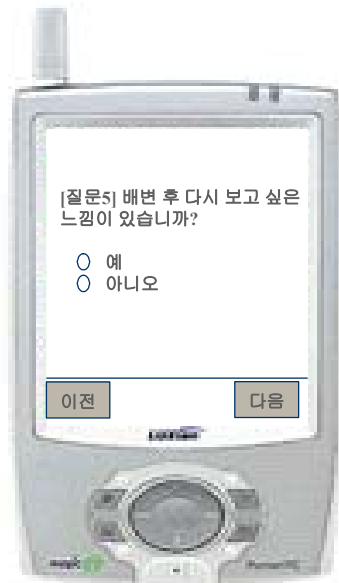 [질문5] 배변 후 다시 보고 싶은
느낌이 있습니까?
예
아니오
이전
다음